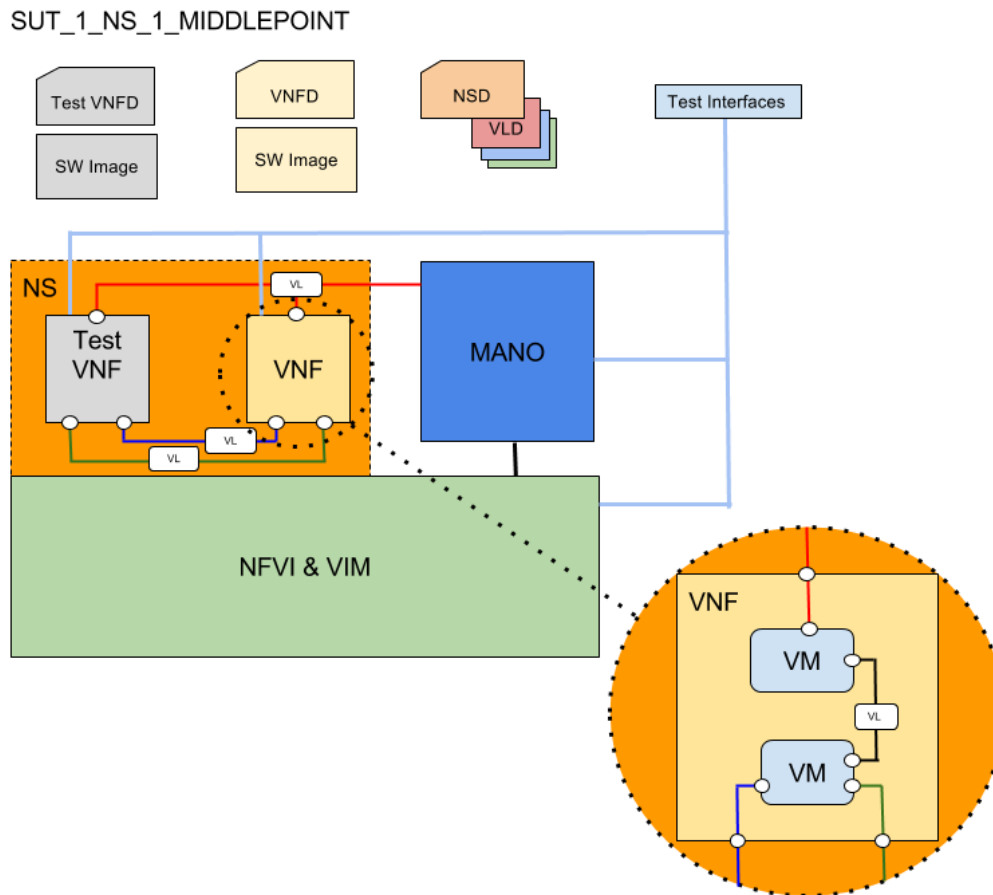 SUT_1_NS_1_MIDDLEPOINT
Test VNFD
VNFD
NSD
Test Interfaces
VLD
SW Image
SW Image
NS
VL
Test
VNF
VNF
MANO
VL
VL
NFVI & VIM
VNF
VM
VL
VM